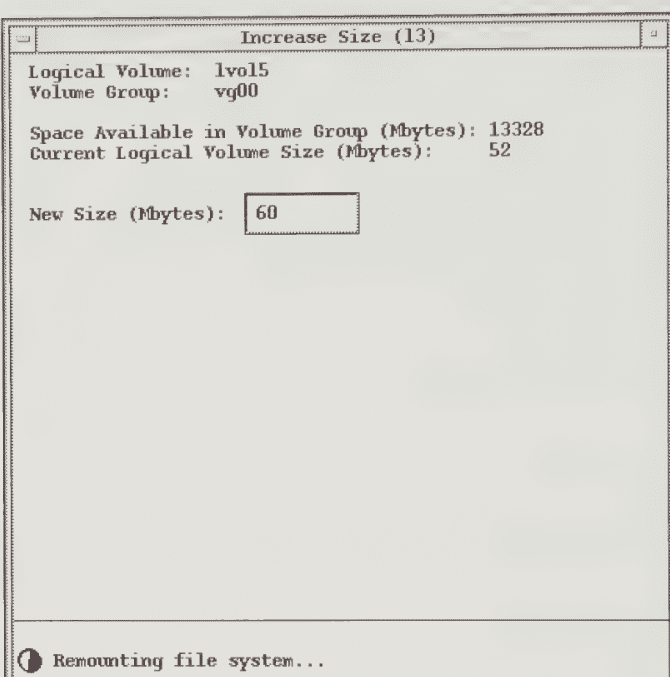 Increase Size (l3)
Logical Volume: lvol5
Volume Group: vg00
Space Available in Volume Group (Mbytes): 13328
Current Logical Volume Size (Mbytes): 52
New Size (Mbytes): 60
Remounting file system...